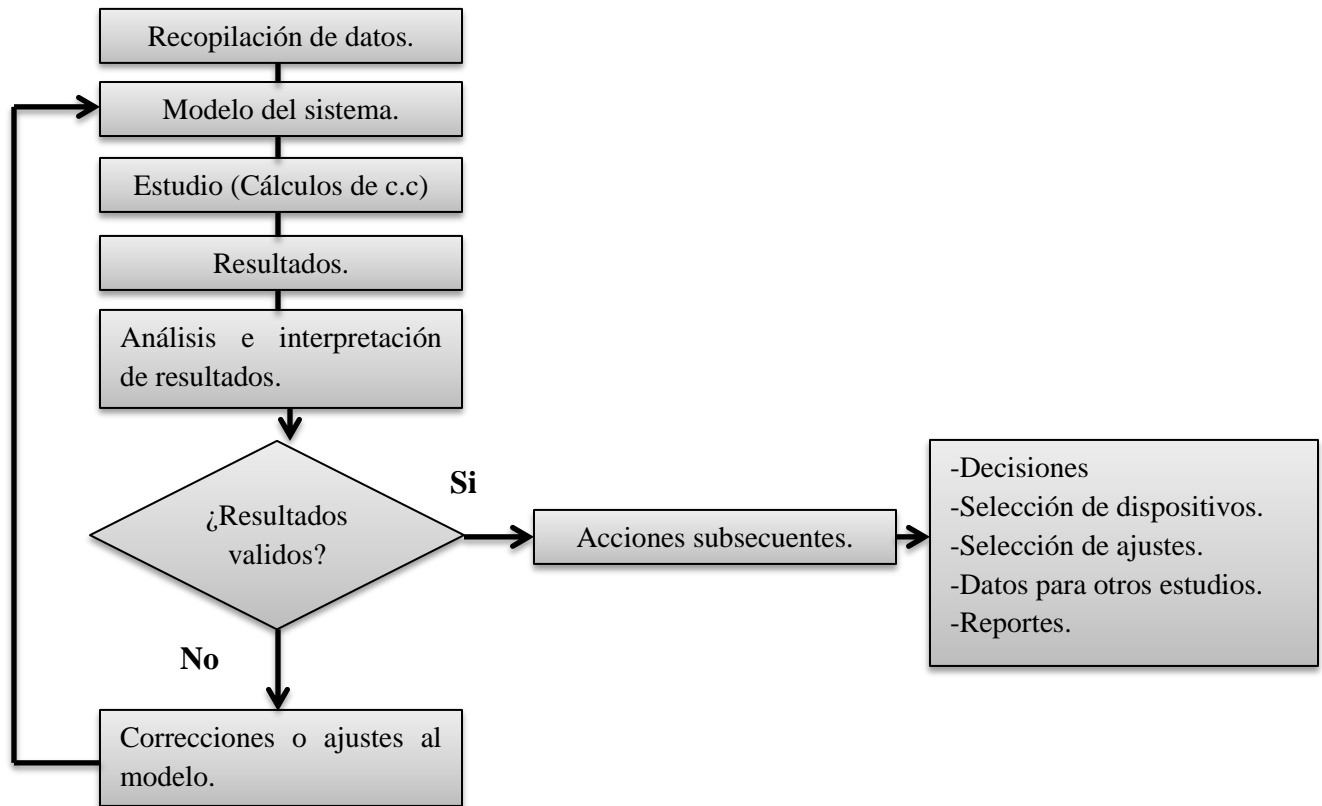 Recopilación de datos.
Modelo del sistema.
Estudio (Cálculos de c.c)
Resultados.
Análisis e interpretación
de resultados.
¿Resultados
validos?
Si
Acciones subsecuentes.
-Decisiones
-Selección de dispositivos.
-Selección de ajustes.
-Datos para otros estudios.
-Reportes.
No
Correcciones o ajustes al
modelo.